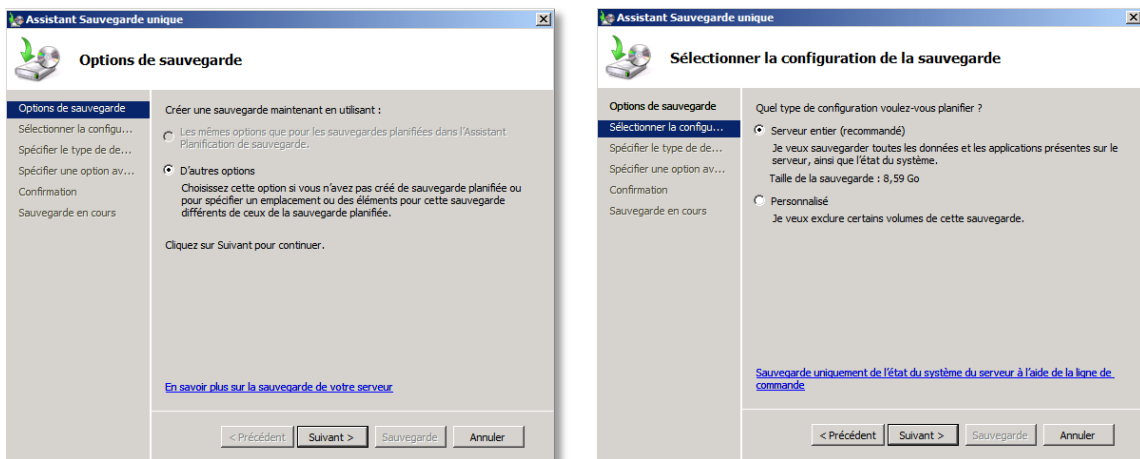 Assistant Sauvegarde unique
Options de sauvegarde
Options de sauvegarde
Sélectionner la configu...
Spécifier le type de de...
Spécifier une option av...
Confirmation
Sauvegarde en cours
Créer une sauvegarde maintenant en utilisant :
Les mêmes options que pour les sauvegardes planifiées dans l'Assistant
Planification de sauvegarde.
D'autres options
Choisissez cette option si vous n'avez pas créé de sauvegarde planifiée ou
pour spécifier un emplacement ou des éléments pour cette sauvegarde
différents de ceux de la sauvegarde planifiée.
Cliquez sur Suivant pour continuer.
En savoir plus sur la sauvegarde de votre serveur
< Précédent
Suivant >
Sauvegarde
Annuler
Assistant Sauvegarde unique
Sélectionner la configuration de la sauvegarde
Options de sauvegarde
Sélectionner la configu...
Spécifier le type de de...
Spécifier une option av...
Confirmation
Sauvegarde en cours
Quel type de configuration voulez-vous planifier ?
Serveur entier (recommandé)
Je veux sauvegarder toutes les données et les applications présentes sur le
serveur, ainsi que l'état du système.
Taille de la sauvegarde : 8,59 Go
Personnalisé
Je veux exclure certains volumes de cette sauvegarde.
Sauvegarde uniquement de l'état du système du serveur à l'aide de la ligne de
commande
< Précédent
Suivant >
Sauvegarde
Annuler